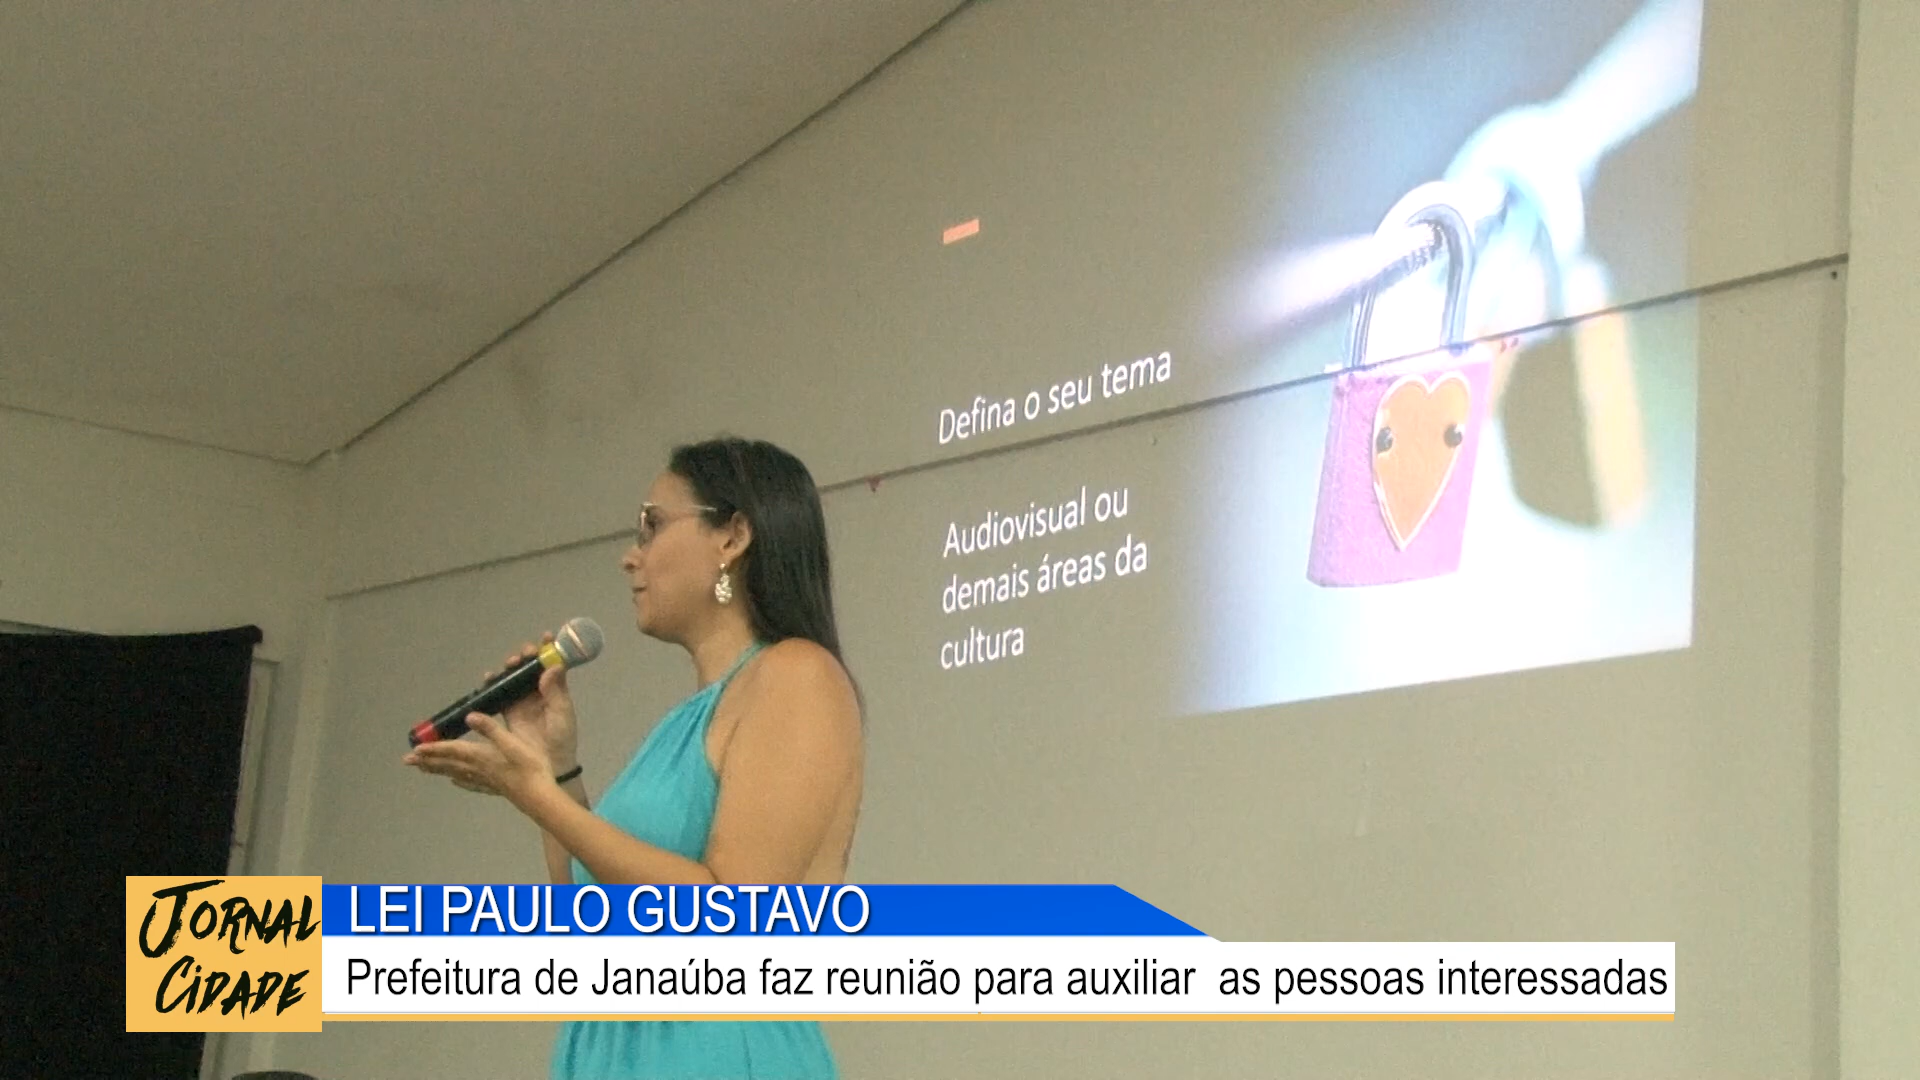 Defina o seu tema
Audiovisual ou
demais áreas da
cultura
JORNAL
CIDADE
LEI PAULO GUSTAVO
Prefeitura de Janaúba faz reunião para auxiliar  as pessoas interessadas